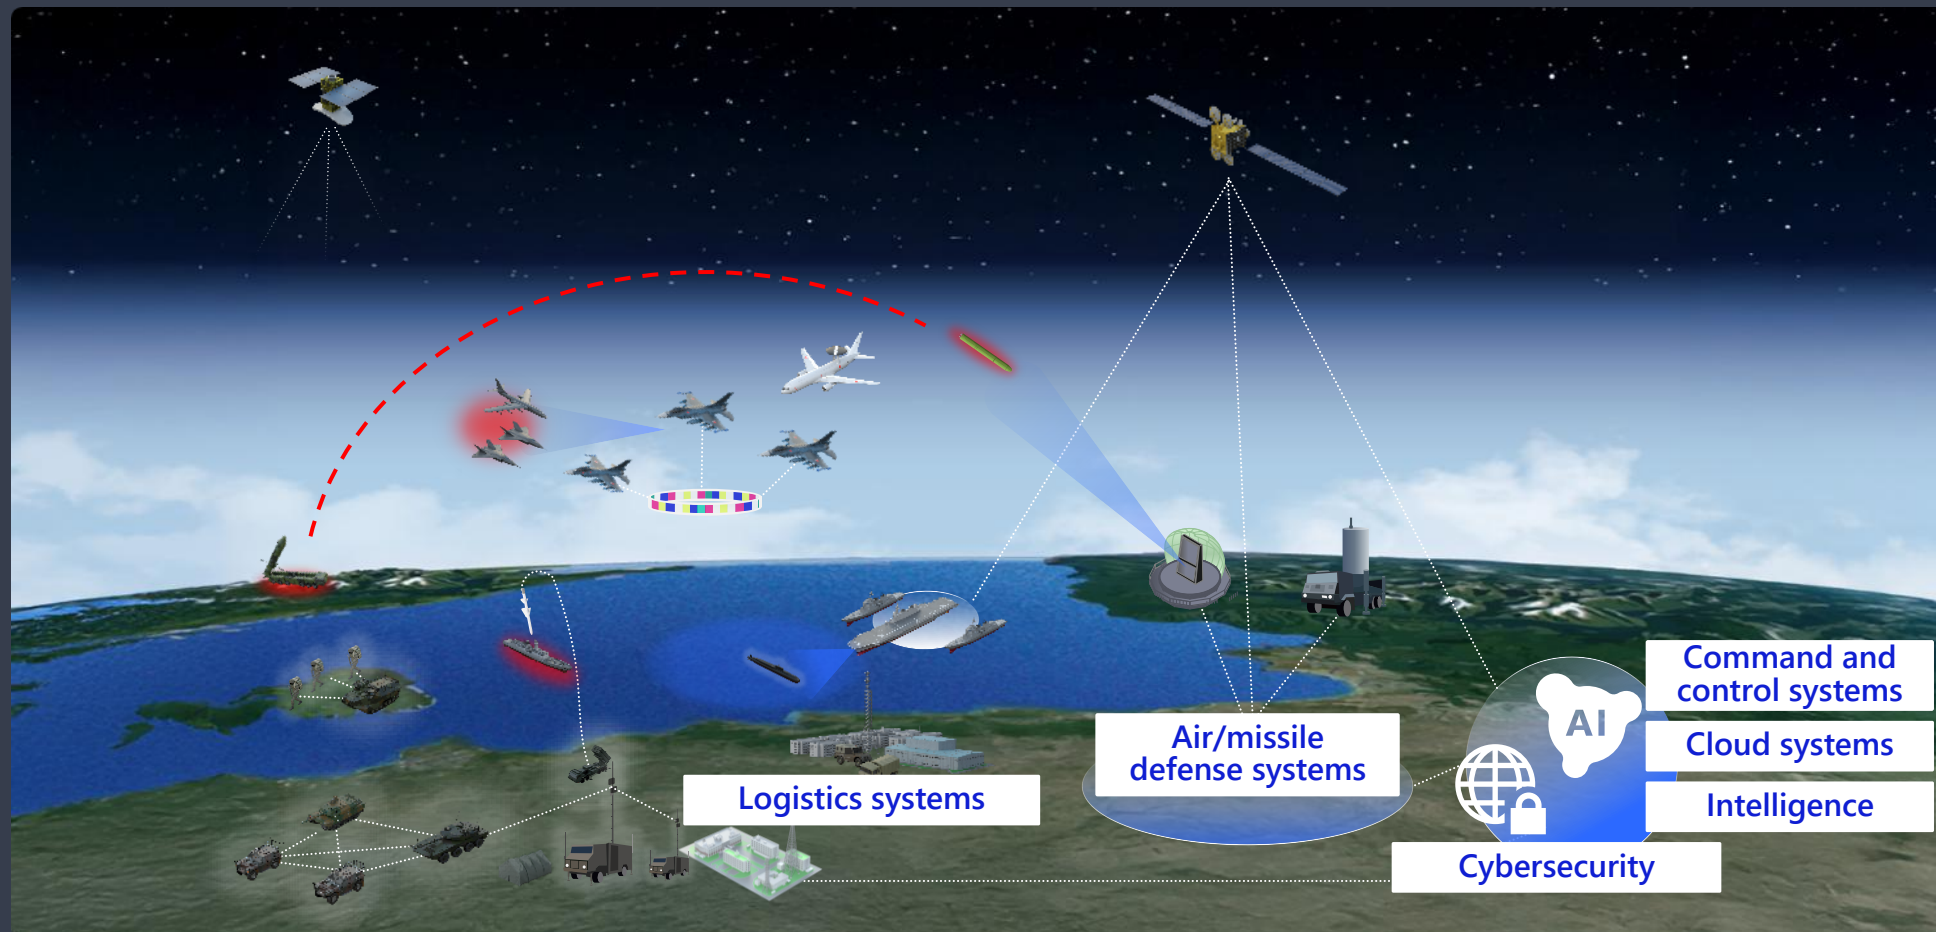 Command and
control systems
AI
Cloud systems
Air/missile
defense systems
Logistics systems
Intelligence
Cybersecurity